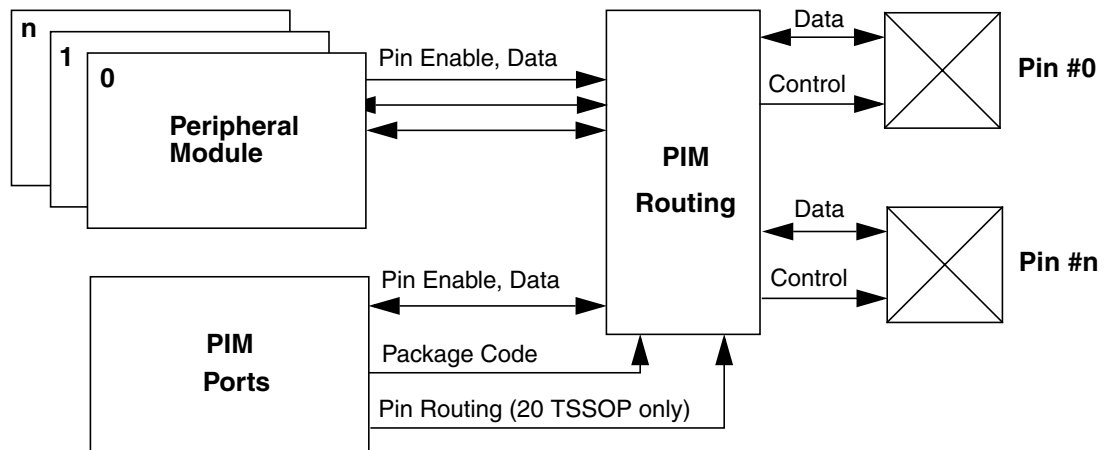 n
1
0
Peripheral
Module
Pin Enable, Data
PIM
Routing
Data
Control
Pin #0
Data
Control
Pin #n
PIM
Ports
Pin Enable, Data
Package Code
Pin Routing (20 TSSOP only)